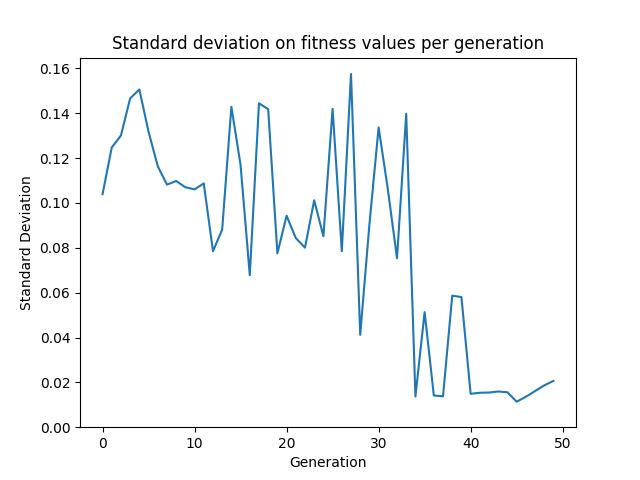 Standard deviation on fitness values per generation
0.16
0.14
0.12
0.10
0.08
0.06
0.04
0.02
0.00
Standard Deviation
0 10 20 30 40 50
Generation